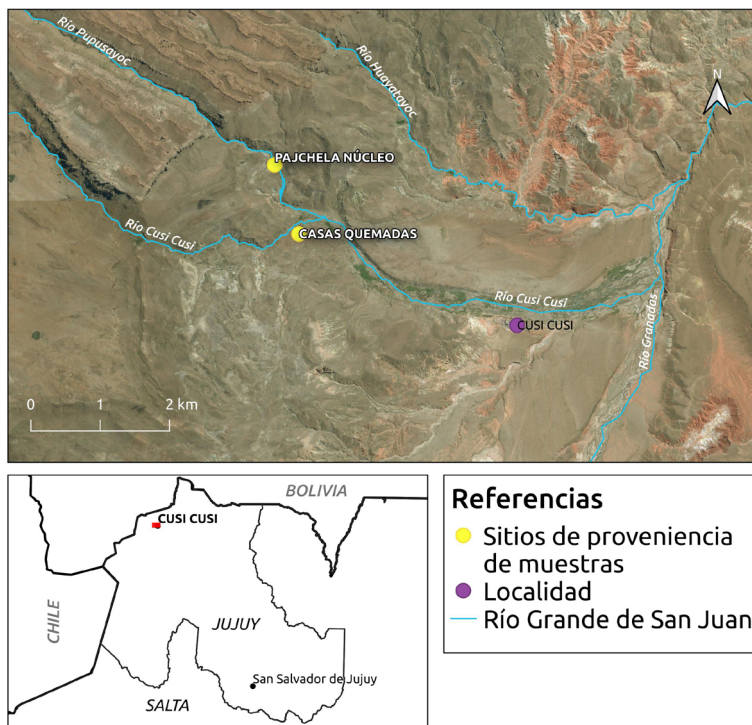 Río Pupusayoc
Río Huayatayoc
N
PAJCHELA NÚCLEO
Río Cusi Cusi
CASAS QUEMADAS
Río Cusi Cusi
CUSI CUSI
Río Granadas
0 1 2 km
BOLIVIA
CUSI CUSI
CHILE
JUJUY
San Salvador de Jujuy
SALTA
Referencias
Sitios de proveniencia
de muestras
Localidad
Río Grande de San Juan